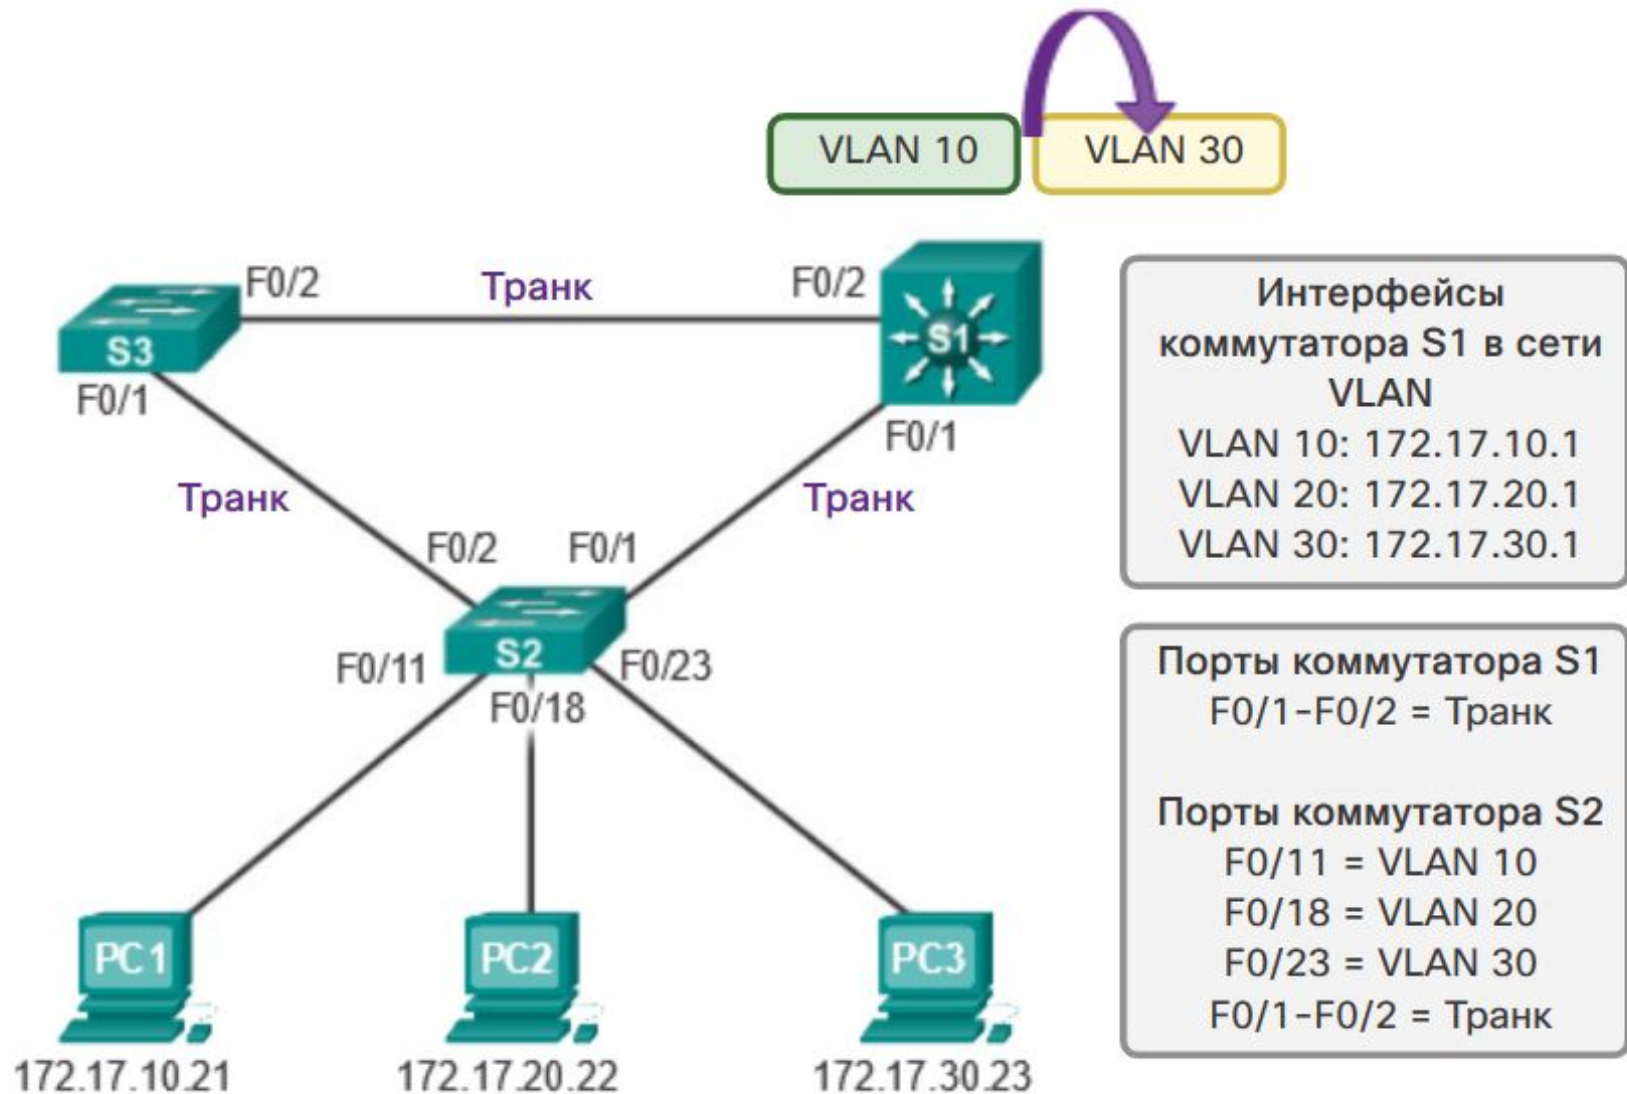 VLAN 10
VLAN 30
F0/2
Транк
F0/2
S3
S1
F0/1
F0/1
Транк
Транк
F0/2
F0/1
S2
F0/11
F0/23
F0/18
PC1
PC2
PC3
172.17.10.21
172.17.20.22
172.17.30.23
Интерфейсы
коммутатора S1 в сети
VLAN
VLAN 10: 172.17.10.1
VLAN 20: 172.17.20.1
VLAN 30: 172.17.30.1
Порты коммутатора S1
F0/1-F0/2 = Транк
Порты коммутатора S2
F0/11 = VLAN 10
F0/18 = VLAN 20
F0/23 = VLAN 30
F0/1-F0/2 = Транк